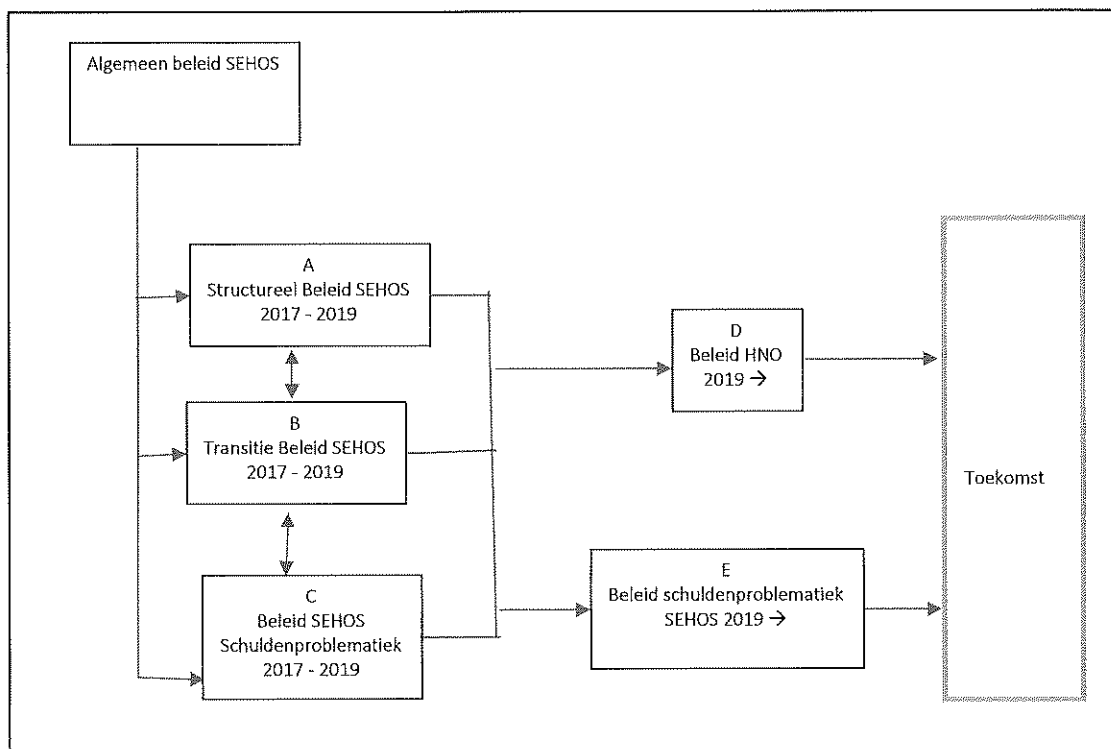 Algemeen beleid SEHOS
A
Structureel Beleid SEHOS
2017 - 2019
B
Transitie Beleid SEHOS
2017 - 2019
C
Beleid SEHOS
Schuldenproblematiek
2017 - 2019
D
Beleid HNO
2019 →
E
Beleid schuldenproblematiek
SEHOS 2019 →
Toekomst